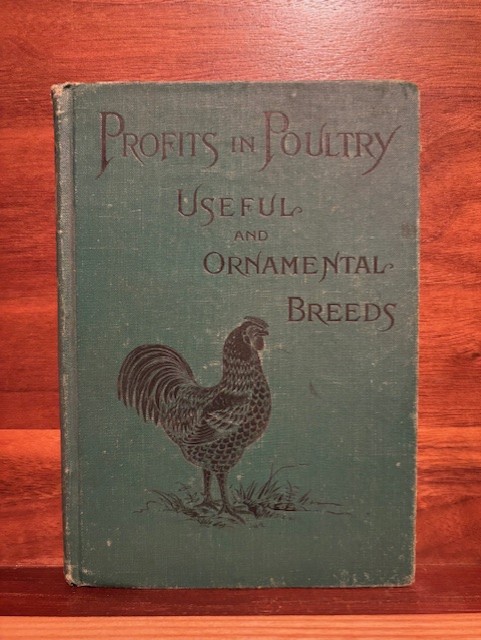 Profits in Poultry
Useful
and
Ornamental
Breeds